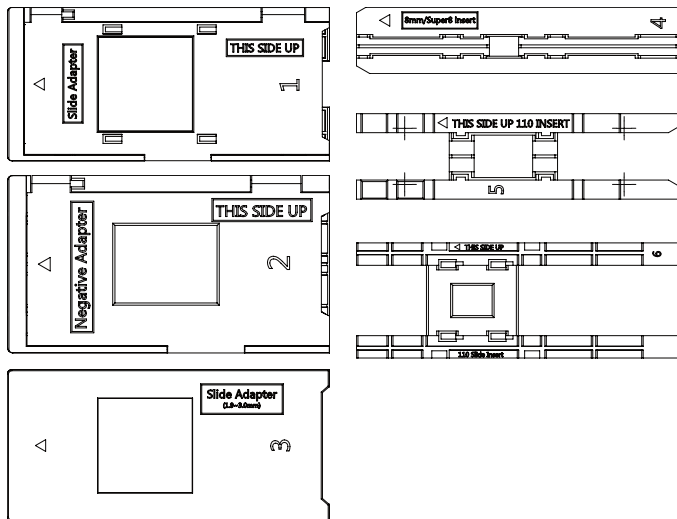 Slide Adapter
THIS SIDE UP
1
Negative Adapter
THIS SIDE UP
2
Slide Adapter
(1.9~3.0mm)
3
8mm/Super8 Insert
4
THIS SIDE UP 110 INSERT
5
THIS SIDE UP
6
110 Slide Insert